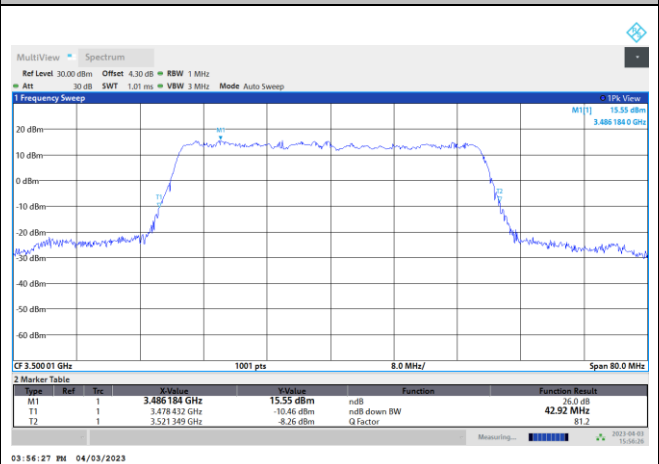 MultiView Spectrum
Ref Level 30.00 dBm Offset 4.30 dB RBW 1 MHz
Att 30 dB SWT 1.01 ms VBW 3 MHz Mode Auto Sweep
1 Frequency Sweep 1Pk View
M1[1] 15.55 dBm
3.486 184 0 GHz
20 dBm
M1
10 dBm
0 dBm
T1
T2
-10 dBm
-20 dBm
-30 dBm
-40 dBm
-50 dBm
-60 dBm
CF 3.500 01 GHz 1001 pts 8.0 MHz/ Span 80.0 MHz
2 Marker Table
Type Ref Trc X-Value Y-Value Function Function Result
M1 1 3.486 184 GHz 15.55 dBm ndB 26.0 dB
T1 1 3.478 432 GHz -10.46 dBm ndB down BW 42.92 MHz
T2 1 3.521 349 GHz -8.26 dBm Q Factor 81.2
Measuring... 2023-04-03
15:56:26
03:56:27 PM 04/03/2023